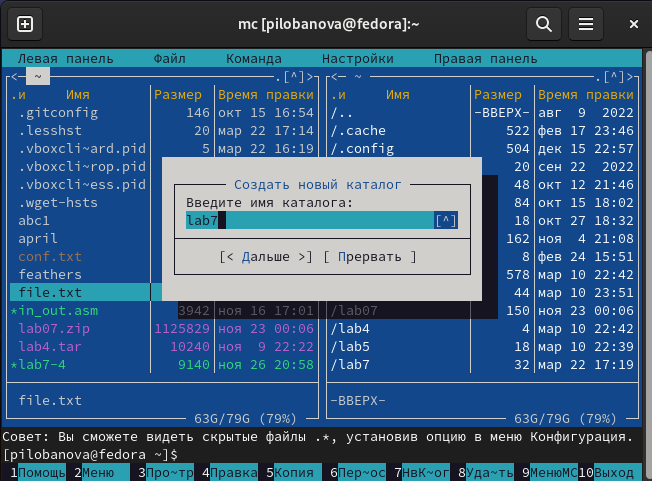 mc [pilobanova@fedora]:~
Левая панель Файл Команда Настройки Правая панель
~ .[^]> ~ .[^]>
.и Имя Размер Время правки .и Имя Размер Время правки
.gitconfig 146 окт 15 16:54 /.. -ВВЕРХ- авг 9 2022
.lesshst 20 мар 22 17:14 /.cache 522 фев 17 23:46
.vboxcli~ard.pid 5 мар 22 16:19 /.config 504 дек 15 22:57
.vboxcli~rop.pid 20 сен 22 2022
.vboxcli~ess.pid Создать новый каталог 48 окт 12 21:46
.wget-hsts Введите имя каталога: 84 окт 15 18:02
abc1 lab7 [^] 18 окт 27 18:32
april 162 ноя 4 21:08
conf.txt [< Дальше >] [ Прервать ] 8 фев 24 15:51
feathers 578 мар 10 22:42
file.txt 44 мар 10 23:51
*in_out.asm 3942 ноя 16 17:01 /lab07 150 ноя 23 00:06
lab07.zip 1125829 ноя 23 00:06 /lab4 4 мар 10 22:42
lab4.tar 10240 ноя 9 22:22 /lab5 18 мар 10 22:39
*lab7-4 9140 ноя 26 20:58 /lab7 32 мар 22 17:19
file.txt -ВВЕРХ-
63G/79G (79%) 63G/79G (79%)
Совет: Вы сможете видеть скрытые файлы .*, установив опцию в меню Конфигурация.
[pilobanova@fedora ~]$
1Помощь 2Меню 3Про~тр 4Правка 5Копия 6Пер~ос 7НвК~ог 8Уда~ть 9МенюMC 10Выход